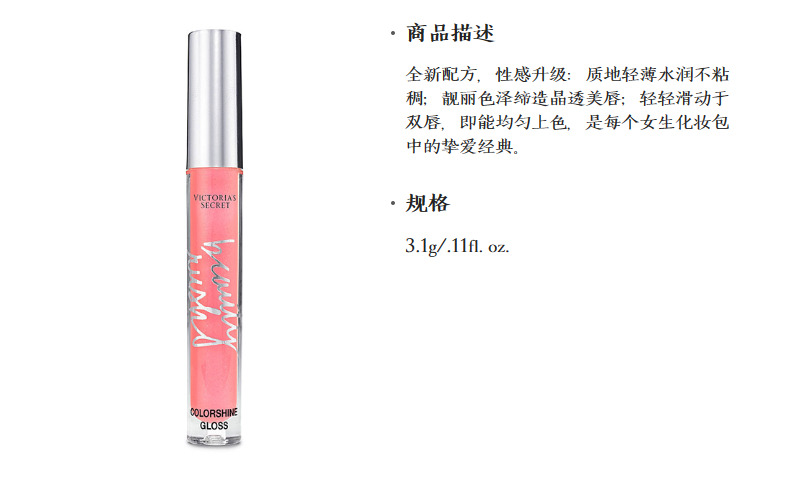 VICTORIA'S
SECRET
beauty
rush
COLORSHINE
GLOSS
商品描述
全新配方，性感升级：质地轻薄水润不粘
稠；靓丽色泽缔造晶透美唇；轻轻滑动于
双唇，即能均匀上色，是每个女生化妆包
中的挚爱经典。
规格
3.1g/.11fl. oz.